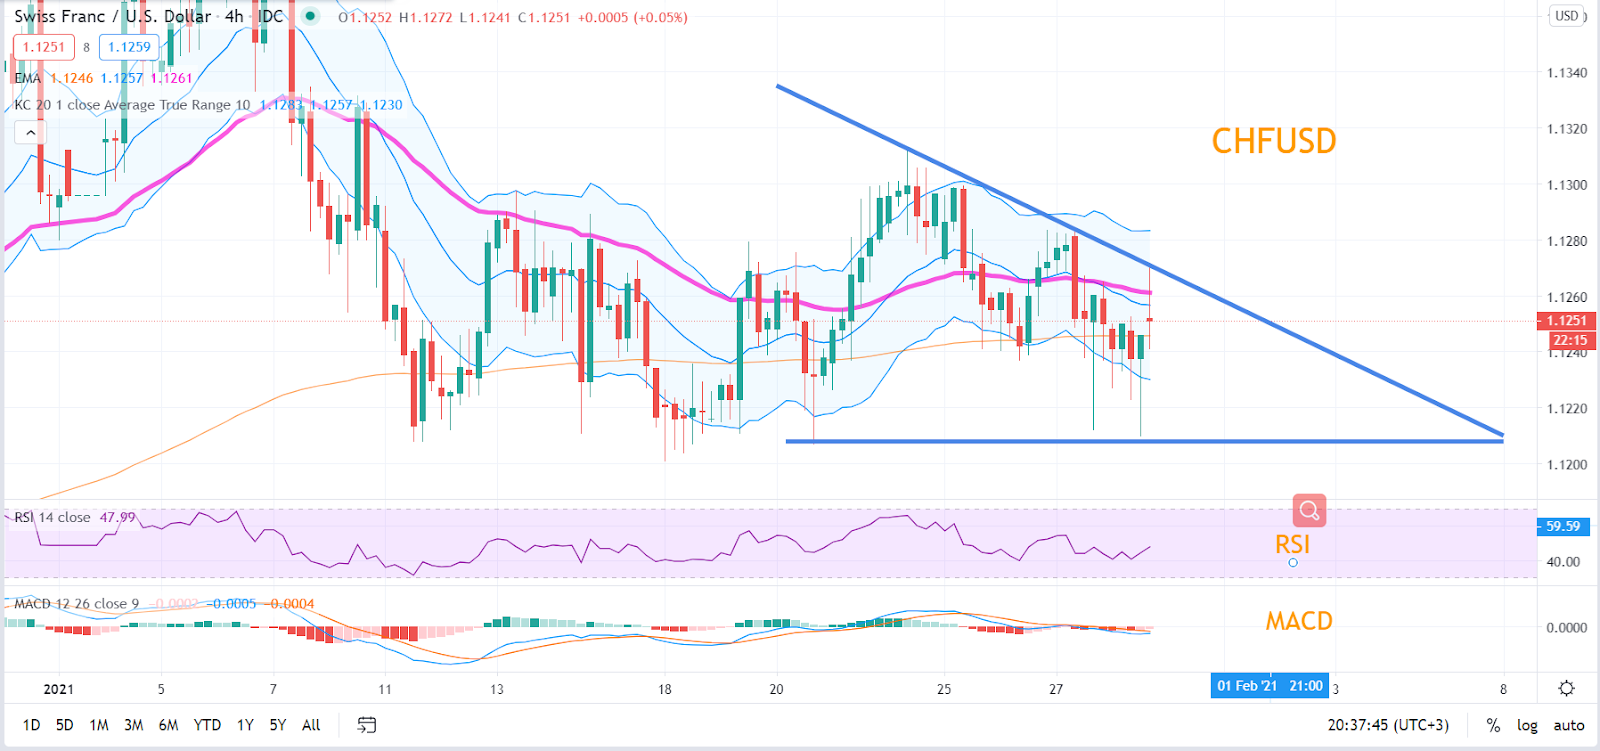 Swiss Franc / U.S. Dollar · 4h · IDC O1.1252 H1.1272 L1.1241 C1.1251 +0.0005 (+0.05%)
USD
1.1251 8 1.1259
EMA 1.1246 1.1257 1.1261
KC 20 1 close Average True Range 10 1.1283 1.1257 1.1230
1.1340
CHFUSD
1.1320
1.1300
1.1280
1.1260
1.1251
22:15
1.1240
1.1220
1.1200
RSI 14 close 47.99
59.59
RSI
40.00
MACD 12 26 close 9 -0.0002 -0.0005 -0.0004
MACD
0.0000
2021 5 7 11 13 18 20 25 27 01 Feb '21 21:00 3 8
1D 5D 1M 3M 6M YTD 1Y 5Y All 20:37:45 (UTC+3) % log auto